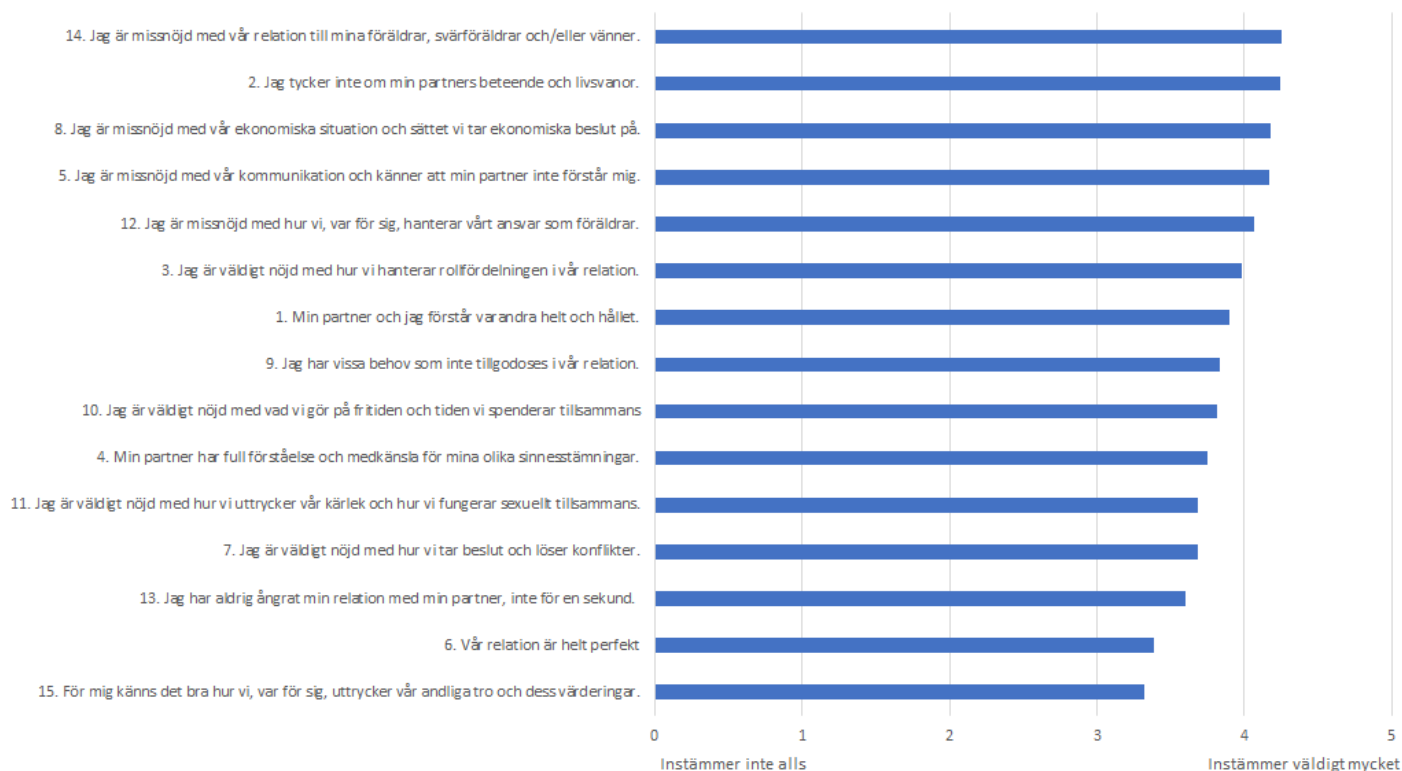 14. Jag är missnöjd med vår relation till mina föräldrar, svärföräldrar och/eller vänner.
2. Jag tycker inte om min partners beteende och livsvanor.
8. Jag är missnöjd med vår ekonomiska situation och sättet vi tar ekonomiska beslut på.
5. Jag är missnöjd med vår kommunikation och känner att min partner inte förstår mig.
12. Jag är missnöjd med hur vi, var för sig, hanterar vårt ansvar som föräldrar.
3. Jag är väldigt nöjd med hur vi hanterar rollfördelningen i vår relation.
1. Min partner och jag förstår varandra helt och hållet.
9. Jag har vissa behov som inte tillgodoses i vår relation.
10. Jag är väldigt nöjd med vad vi gör på fritiden och tiden vi spenderar tillsammans
4. Min partner har full förståelse och medkänsla för mina olika sinnesstämningar.
11. Jag är väldigt nöjd med hur vi uttrycker vår kärlek och hur vi fungerar sexuellt tillsammans.
7. Jag är väldigt nöjd med hur vi tar beslut och löser konflikter.
13. Jag har aldrig ångrat min relation med min partner, inte för en sekund.
6. Vår relation är helt perfekt
15. För mig känns det bra hur vi, var för sig, uttrycker vår andliga tro och dess värderingar.
0 1 2 3 4 5
Instämmer inte alls Instämmer väldigt mycket